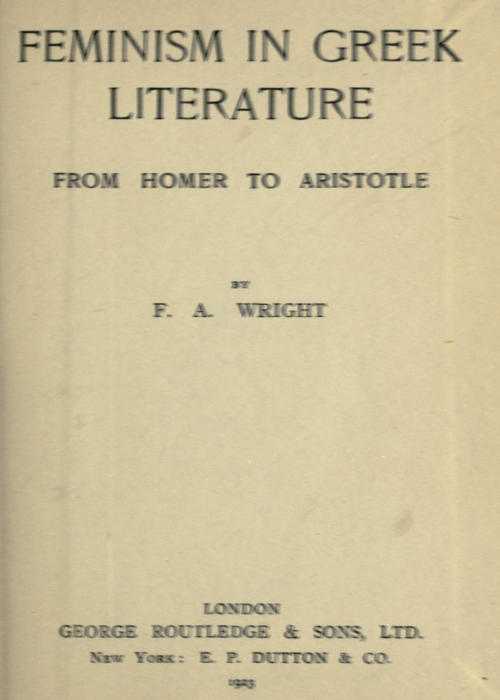 FEMINISM IN GREEK
LITERATURE
FROM HOMER TO ARISTOTLE
BY
F. A. WRIGHT
LONDON
GEORGE ROUTLEDGE & SONS, LTD.
NEW YORK: E. P. DUTTON & CO.
1923